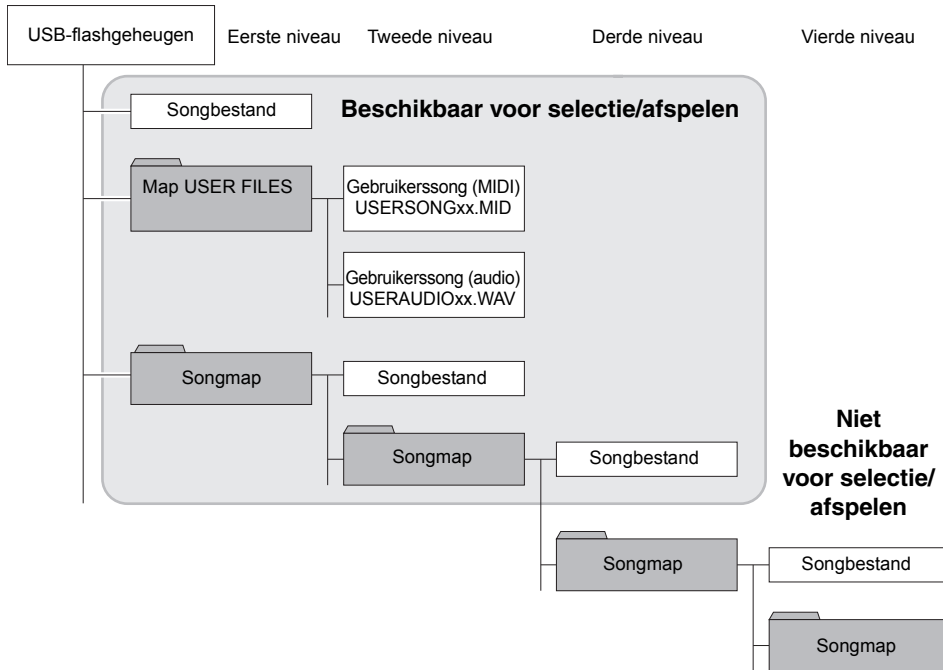 USB-flashgeheugen
Eerste niveau
Tweede niveau
Derde niveau
Vierde niveau
Songbestand
Beschikbaar voor selectie/afspelen
Map USER FILES
Gebruikerssong (MIDI)
USERSONGxx.MID
Gebruikerssong (audio)
USERAUDIOxx.WAV
Songmap
Songbestand
Songmap
Songbestand
Niet
beschikbaar
voor selectie/
afspelen
Songmap
Songbestand
Songmap